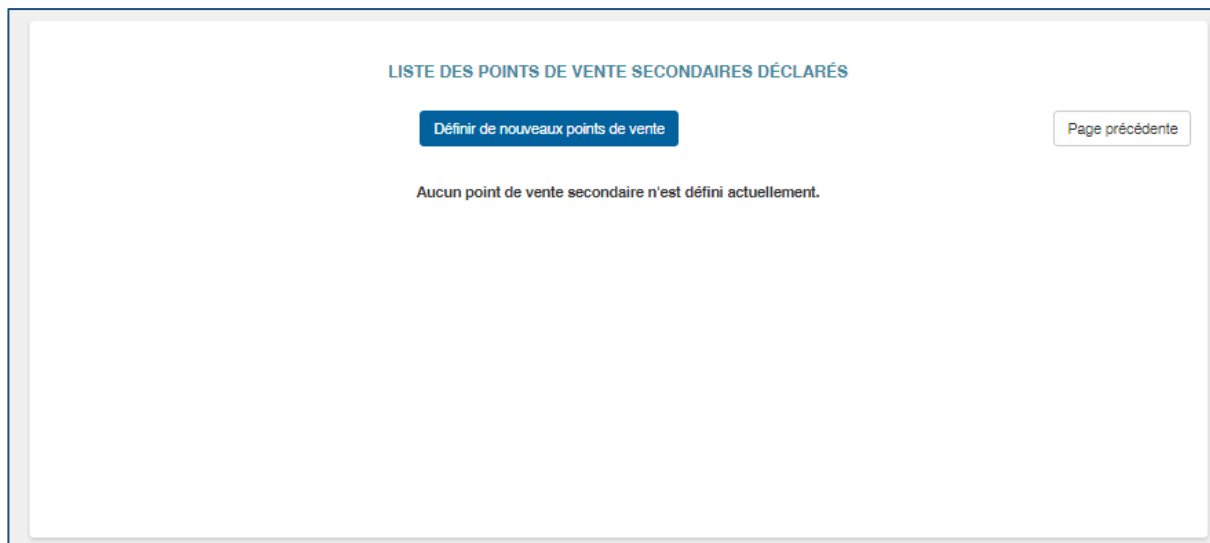 LISTE DES POINTS DE VENTE SECONDAIRES DÉCLARÉS
Définir de nouveaux points de vente
Page précédente
Aucun point de vente secondaire n'est défini actuellement.